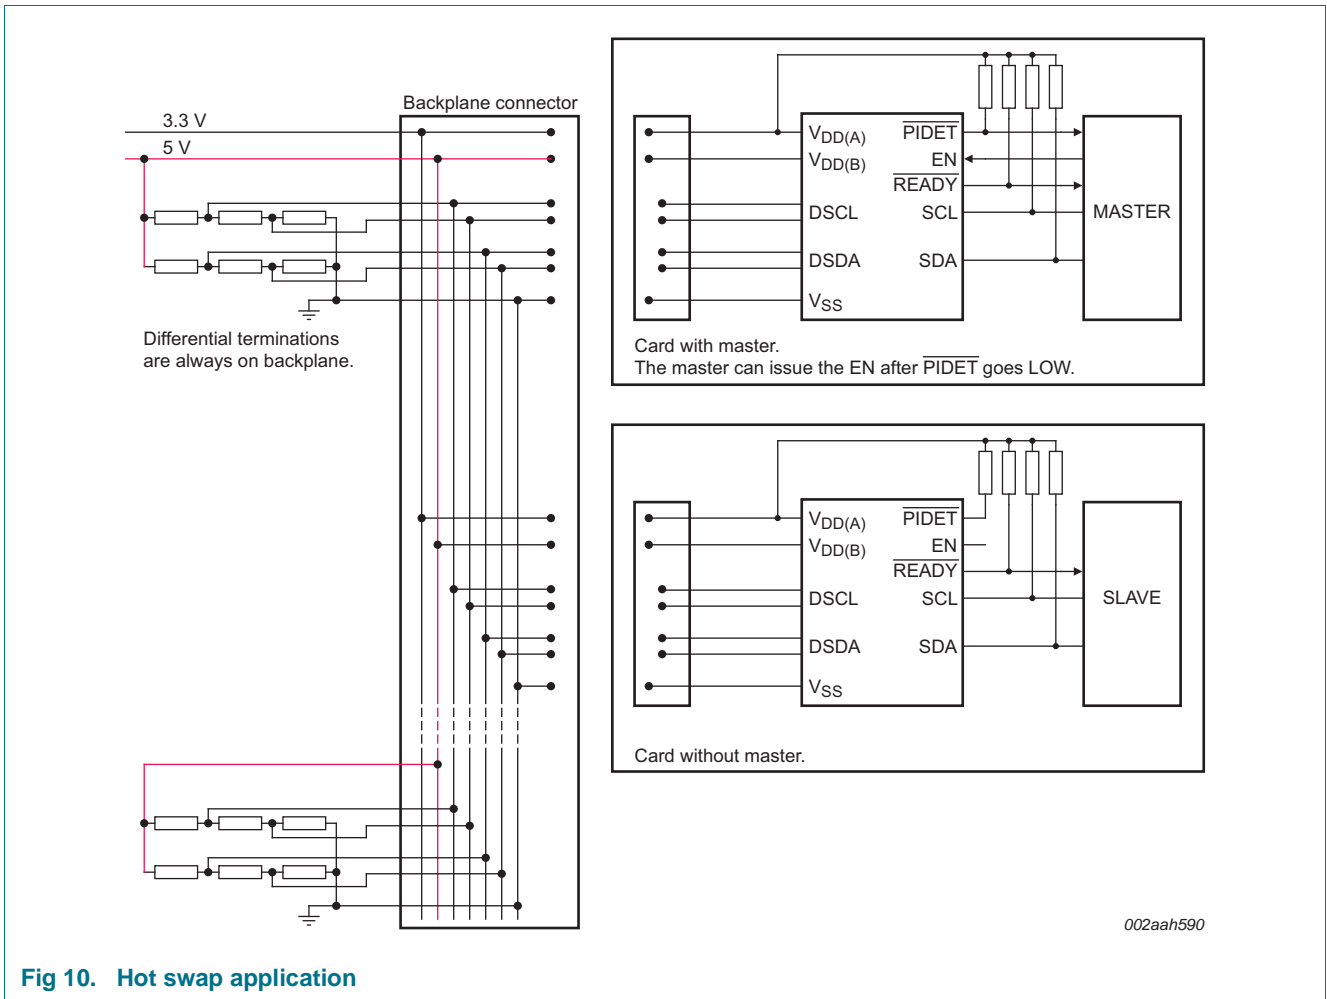 Backplane connector
3.3 V
5 V
Differential terminations
are always on backplane.
VDD(A)
VDD(B)
DSCL
DSDA
VSS
PIDET
EN
READY
SCL
SDA
MASTER
Card with master.
The master can issue the EN after PIDET goes LOW.
VDD(A)
VDD(B)
DSCL
DSDA
VSS
PIDET
EN
READY
SCL
SDA
SLAVE
Card without master.
002aah590
Fig 10. Hot swap application